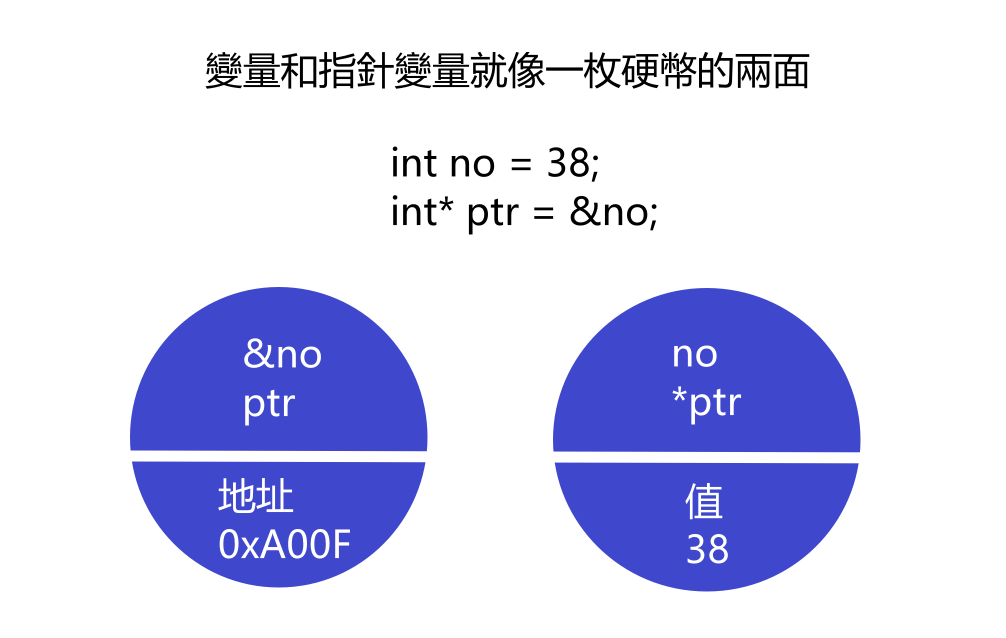 變量和指針變量就像一枚硬幣的兩面
int no = 38;
int* ptr = &no;
&no
ptr
地址
0xA00F
no
*ptr
值
38